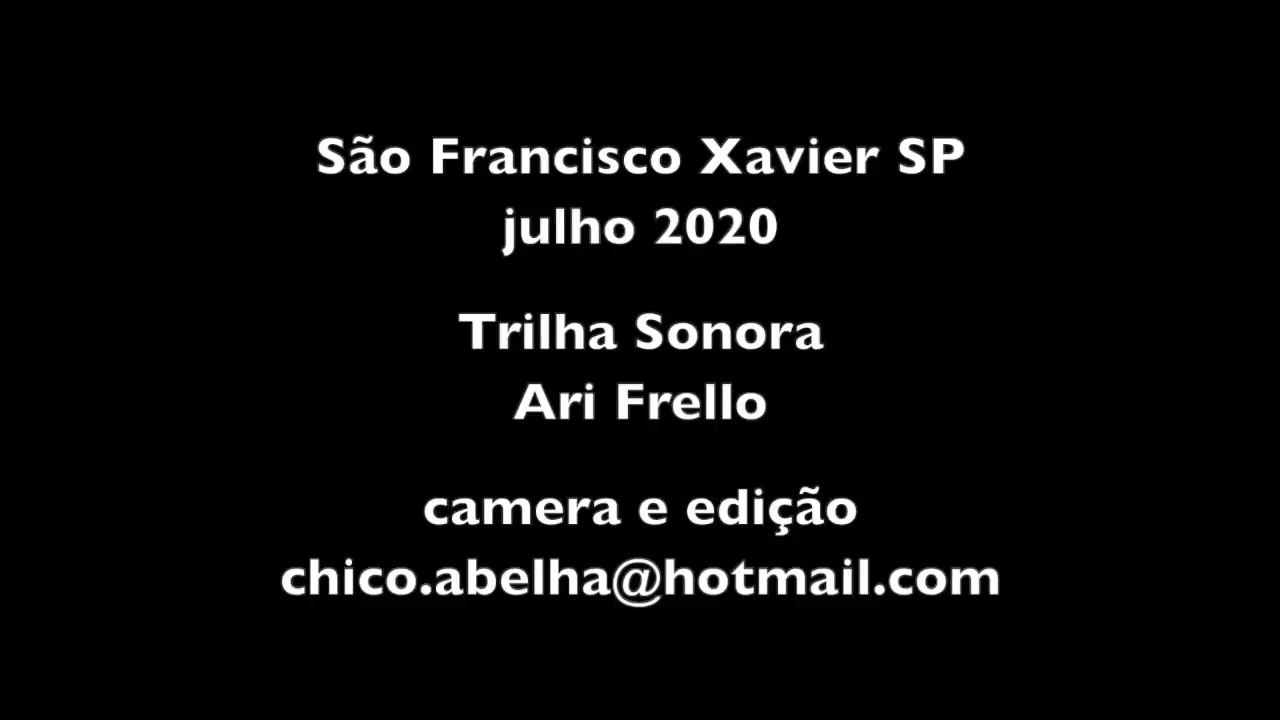 São Francisco Xavier SP
julho 2020
Trilha Sonora
Ari Frello
camera e edição
chico.abelha@hotmail.com